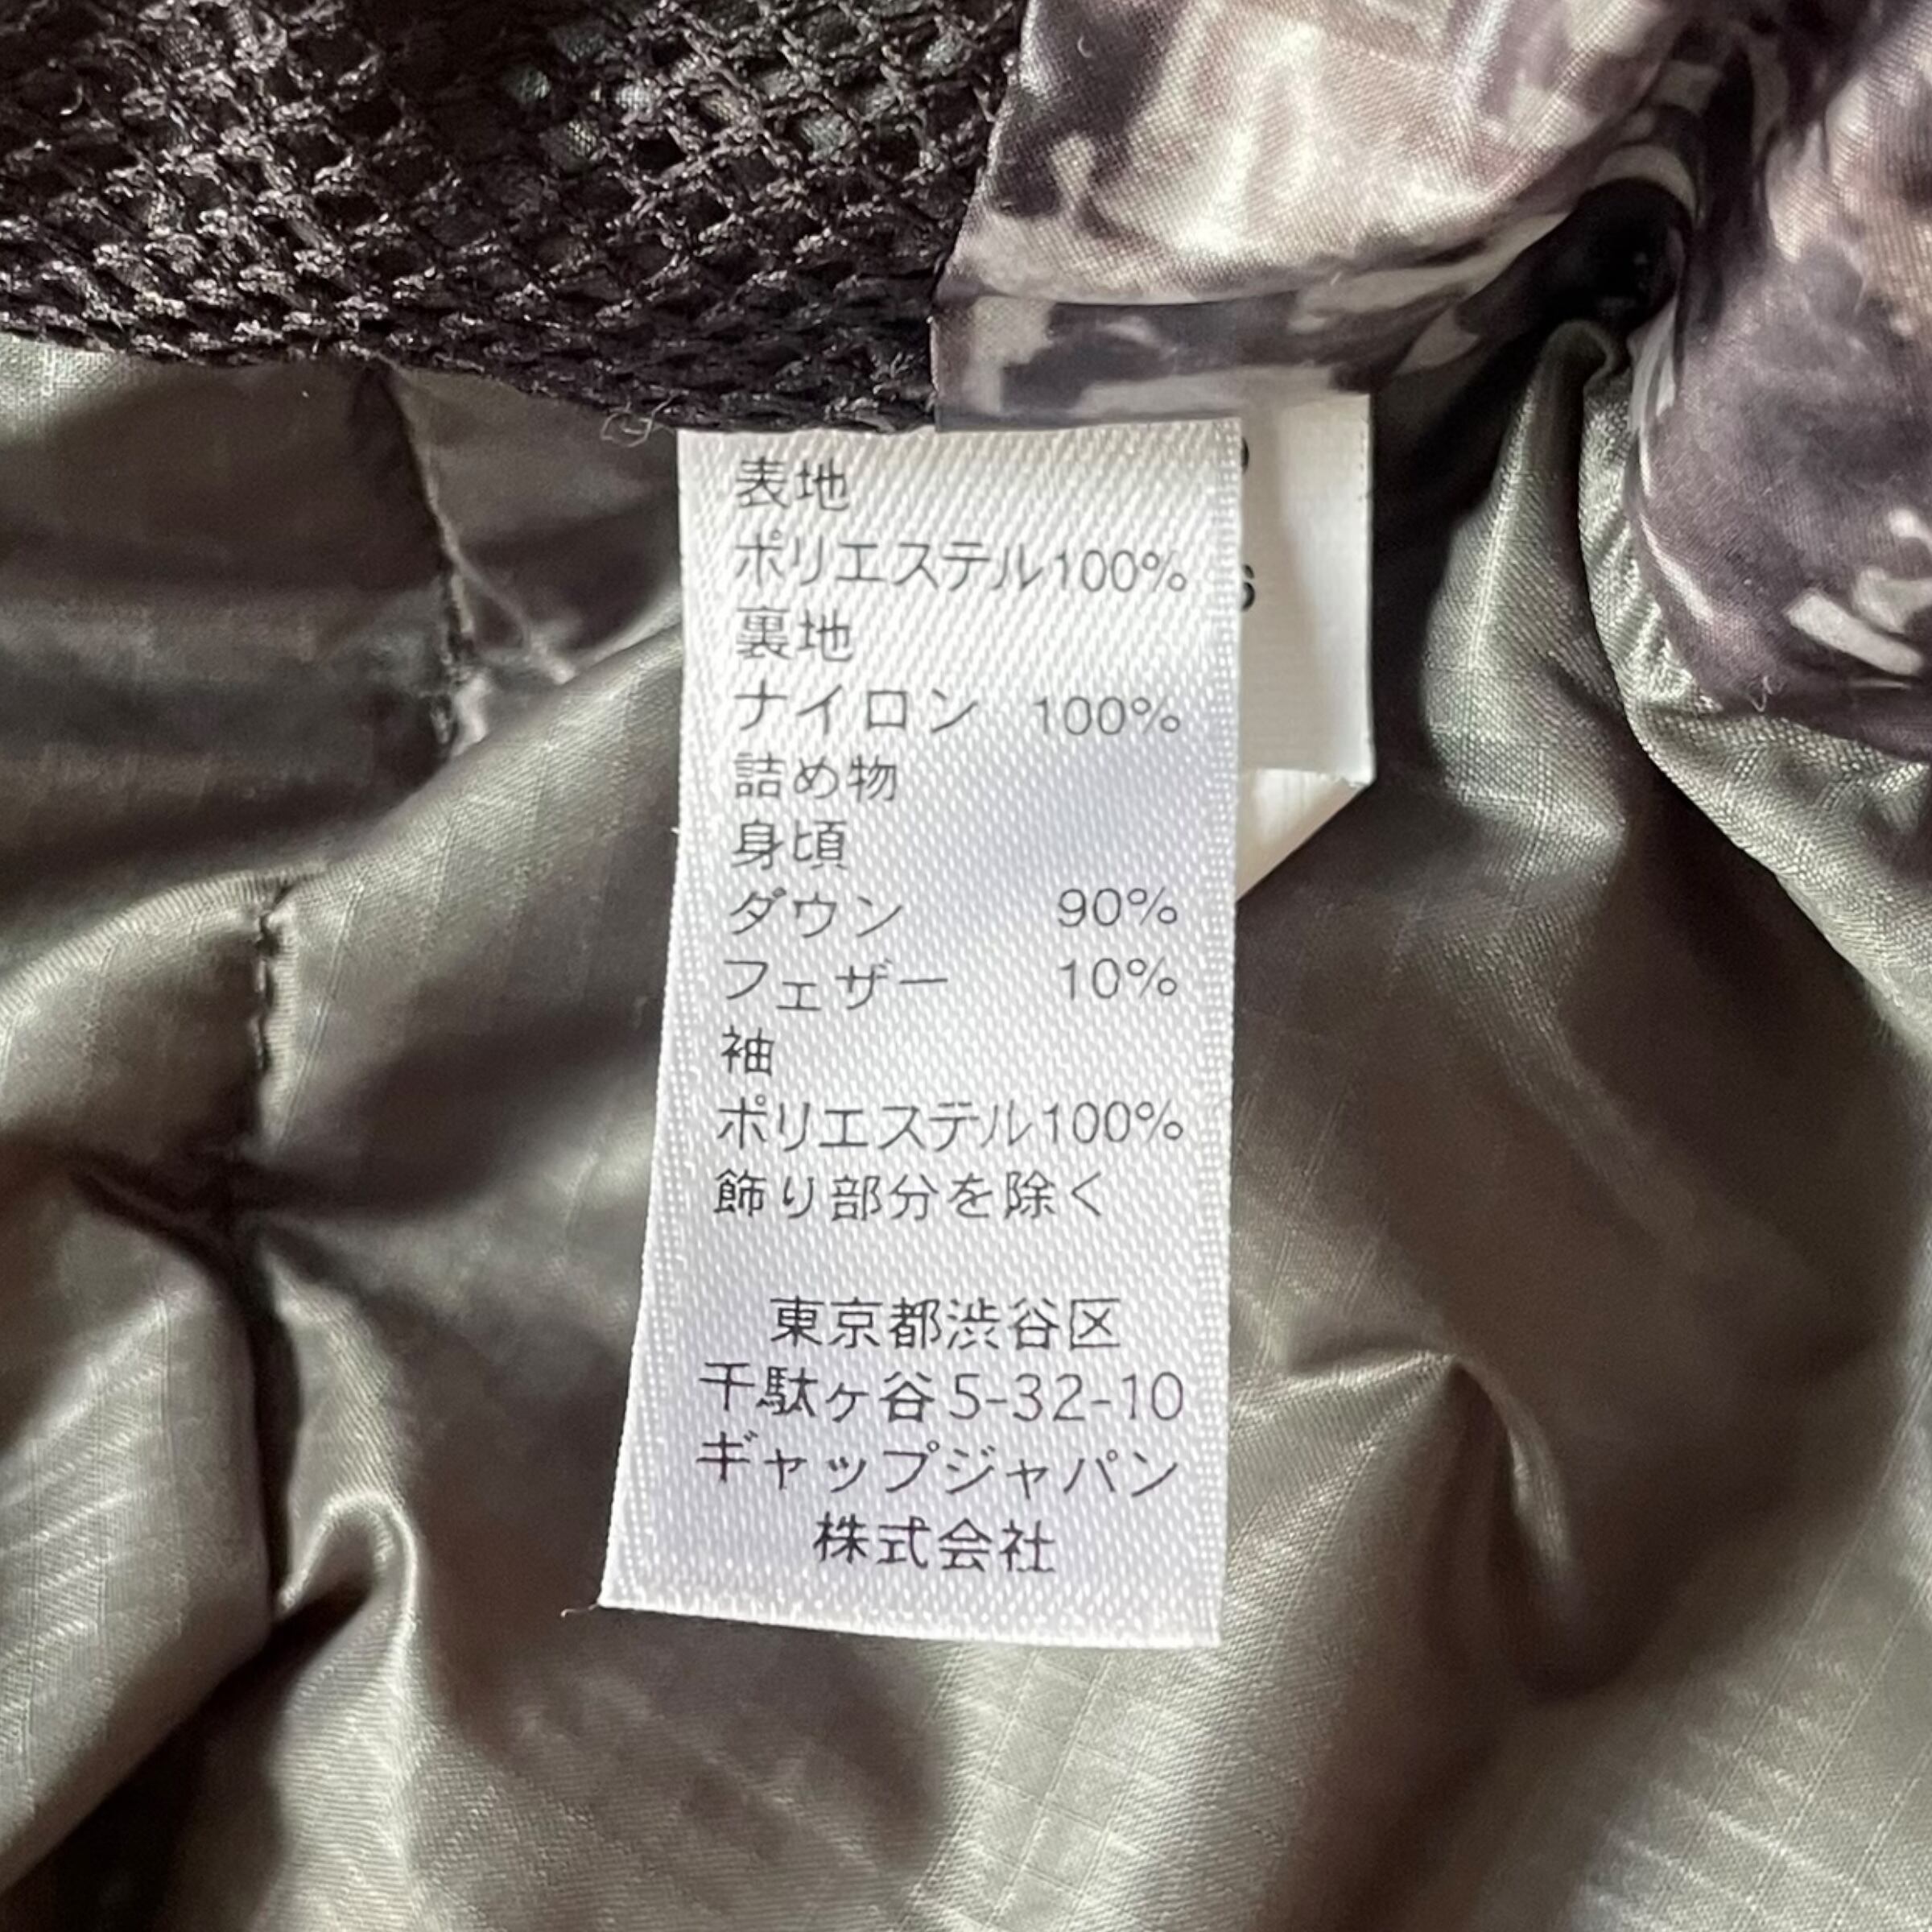 表地
ポリエステル100%
裏地
ナイロン 100%
詰め物
身頃
ダウン 90%
フェザー 10%
袖
ポリエステル100%
飾り部分を除く
東京都渋谷区
千駄ヶ谷5-32-10
ギャップジャパン
株式会社